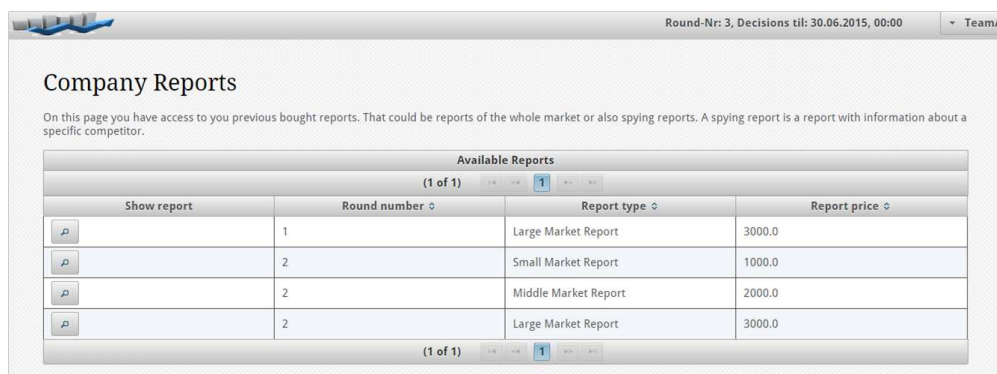 Round-Nr: 3, Decisions til: 30.06.2015, 00:00
Company Reports
On this page you have access to you previous bought reports. That could be reports of the whole market or also spying reports. A spying report is a report with information about a
specific competitor.
Available Reports
(1 of 1) 1
Show report Round number Report type Report price
1 Large Market Report 3000.0
2 Small Market Report 1000.0
2 Middle Market Report 2000.0
2 Large Market Report 3000.0
(1 of 1) 1